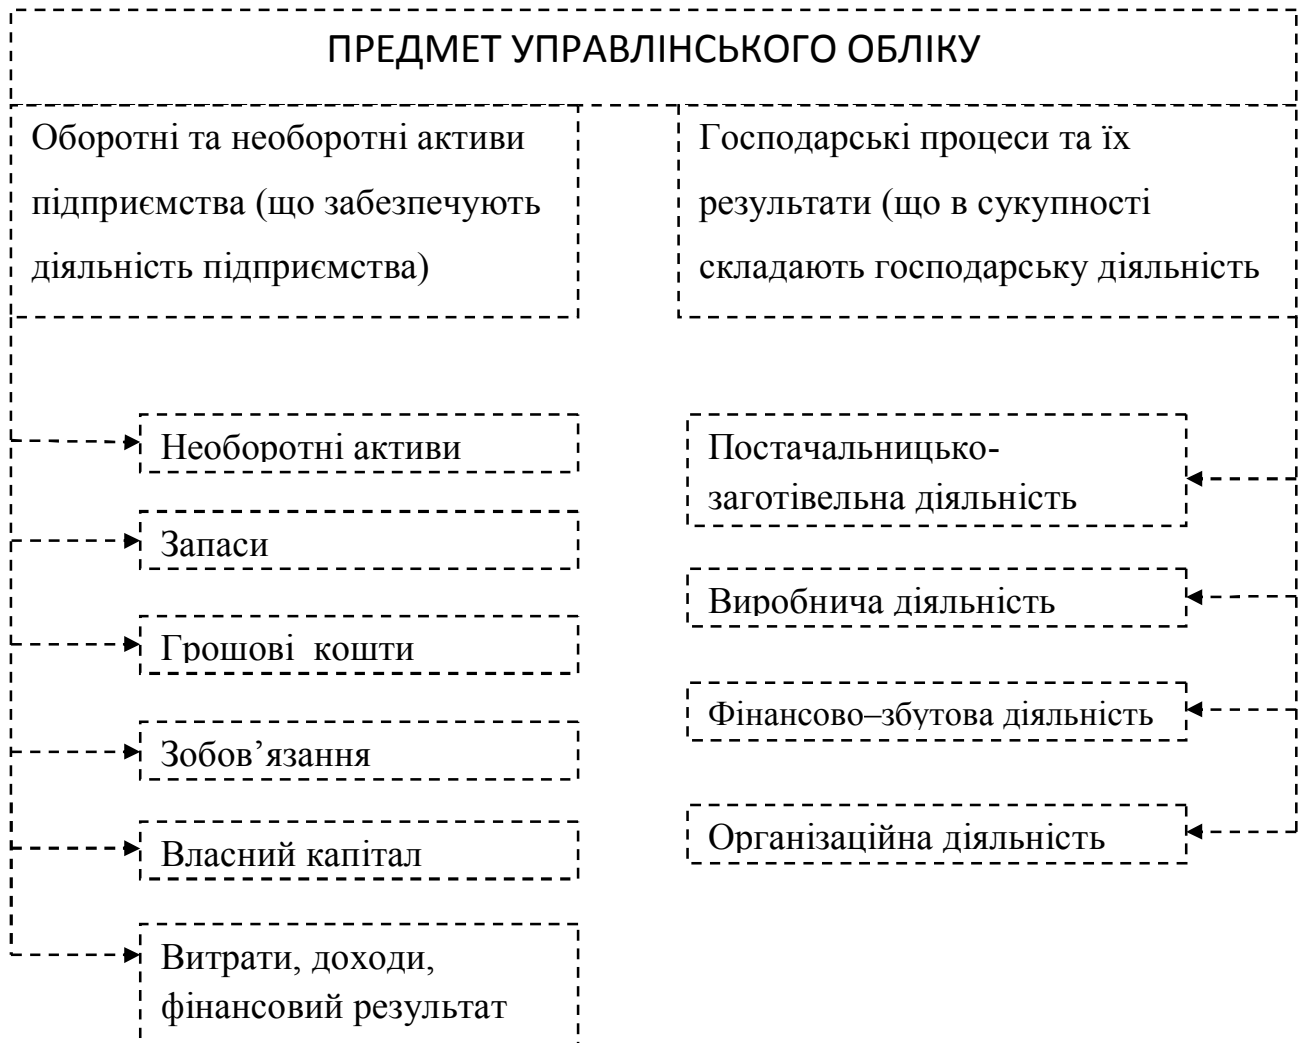 ПРЕДМЕТ УПРАВЛІНСЬКОГО ОБЛІКУ
Оборотні та необоротні активи
підприємства (що забезпечують
діяльність підприємства)
Господарські процеси та їх
результати (що в сукупності
складають господарську діяльність
Необоротні активи
Запаси
Грошові кошти
Зобов’язання
Власний капітал
Витрати, доходи,
фінансовий результат
Постачальницько-
заготівельна діяльність
Виробнича діяльність
Фінансово–збутова діяльність
Організаційна діяльність